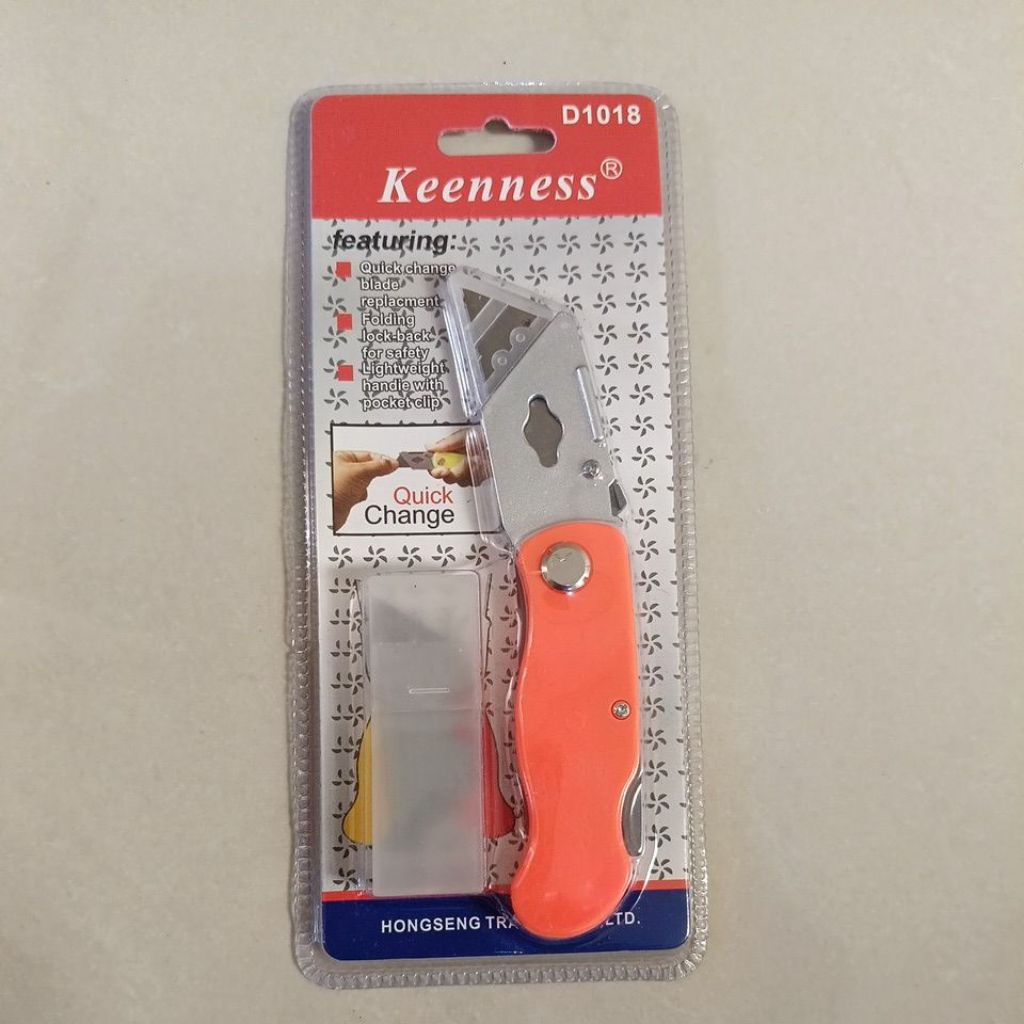 D1018
Keenness®
featuring:
Quick change
blade
replacment
Folding
lock-back
for safety
Lightweight
handle with
pocket clip
Quick
Change
HONGSENG LTD.